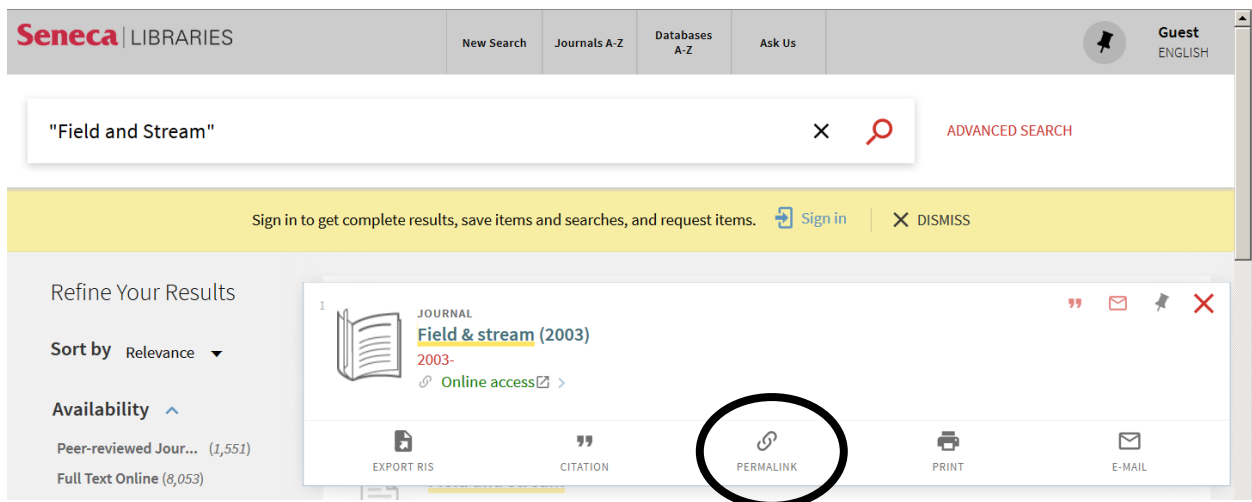 Seneca | LIBRARIES
New Search
Journals A-Z
Databases
A-Z
Ask Us
Guest
ENGLISH
"Field and Stream"
ADVANCED SEARCH
Sign in to get complete results, save items and searches, and request items.
Sign in
DISMISS
Refine Your Results
Sort by Relevance
Availability
Peer-reviewed Jour... (1,551)
Full Text Online (8,053)
1
JOURNAL
Field & stream (2003)
2003-
Online access
EXPORT RIS
CITATION
PERMALINK
PRINT
E-MAIL
Field and stream